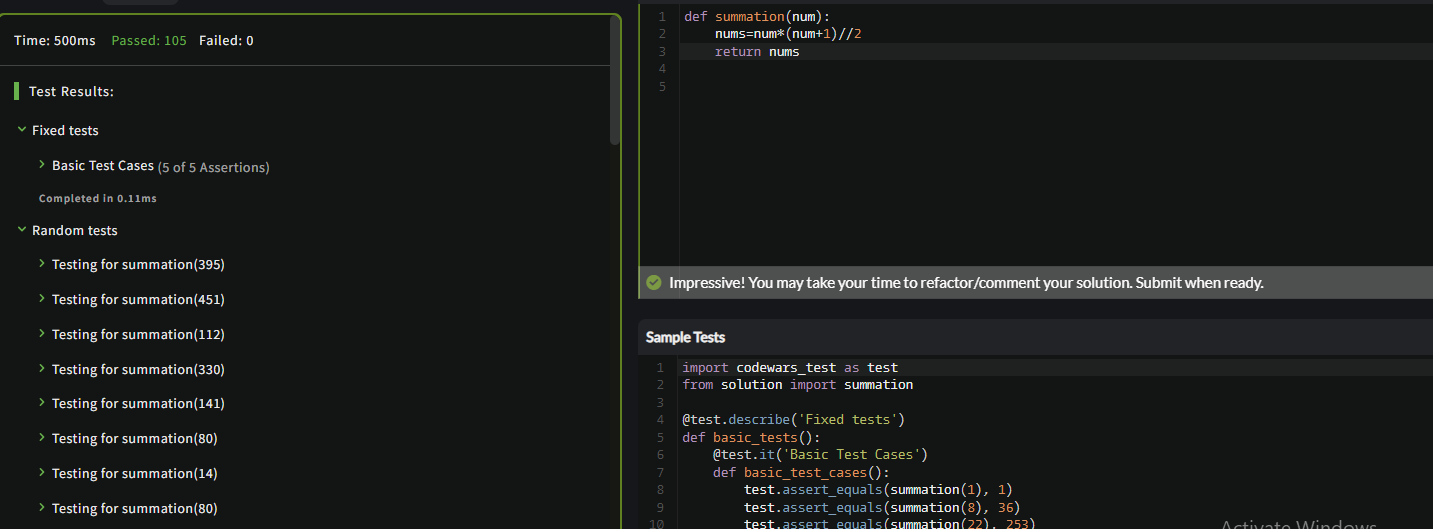 Time: 500ms Passed: 105 Failed: 0
Test Results:
Fixed tests
Basic Test Cases (5 of 5 Assertions)
Completed in 0.11ms
Random tests
Testing for summation(395)
Testing for summation(451)
Testing for summation(112)
Testing for summation(330)
Testing for summation(141)
Testing for summation(80)
Testing for summation(14)
Testing for summation(80)
1 def summation(num):
2 nums=num*(num+1)//2
3 return nums
4
5
Impressive! You may take your time to refactor/comment your solution. Submit when ready.
Sample Tests
1 import codewars_test as test
2 from solution import summation
3
4 @test.describe('Fixed tests')
5 def basic_tests():
6 @test.it('Basic Test Cases')
7 def basic_test_cases():
8 test.assert_equals(summation(1), 1)
9 test.assert_equals(summation(8), 36)
10 test.assert_equals(summation(22), 253)
Activate Windows